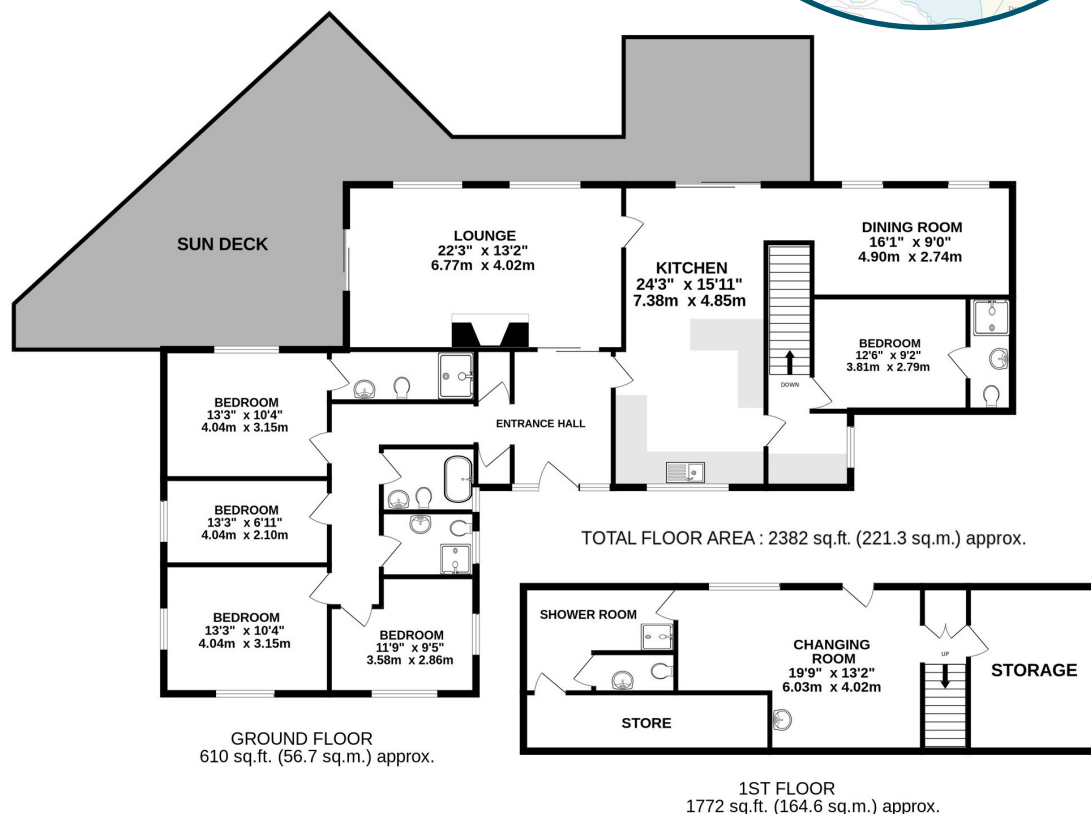 SUN DECK
LOUNGE
22'3" x 13'2"
6.77m x 4.02m
DINING ROOM
16'1" x 9'0"
4.90m x 2.74m
KITCHEN
24'3" x 15'11"
7.38m x 4.85m
BEDROOM
12'6" x 9'2"
3.81m x 2.79m
DOWN
BEDROOM
13'3" x 10'4"
4.04m x 3.15m
ENTRANCE HALL
BEDROOM
13'3" x 6'11"
4.04m x 2.10m
BEDROOM
13'3" x 10'4"
4.04m x 3.15m
BEDROOM
11'9" x 9'5"
3.58m x 2.86m
GROUND FLOOR
610 sq.ft. (56.7 sq.m.) approx.
TOTAL FLOOR AREA : 2382 sq.ft. (221.3 sq.m.) approx.
SHOWER ROOM
CHANGING
ROOM
19'9" x 13'2"
6.03m x 4.02m
UP
STORAGE
STORE
1ST FLOOR
1772 sq.ft. (164.6 sq.m.) approx.